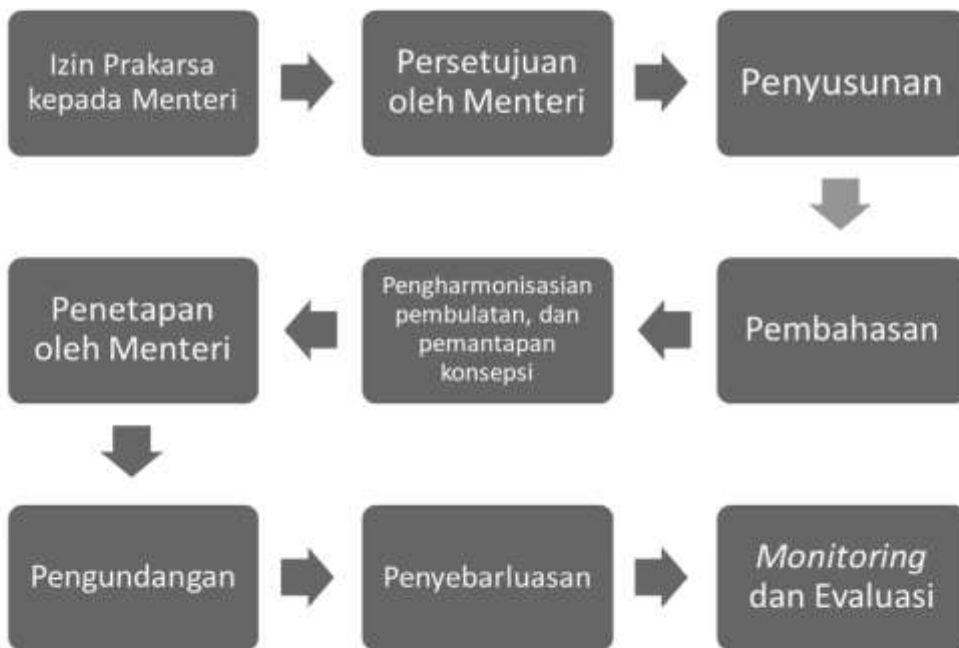 Izin Prakarsa
kepada Menteri
Persetujuan
oleh Menteri
Penyusunan
Pembahasan
Pengharmonisasian
pembulatan, dan
pemantapan
konsepsi
Penetapan
oleh Menteri
Pengundangan
Penyebarluasan
Monitoring
dan Evaluasi